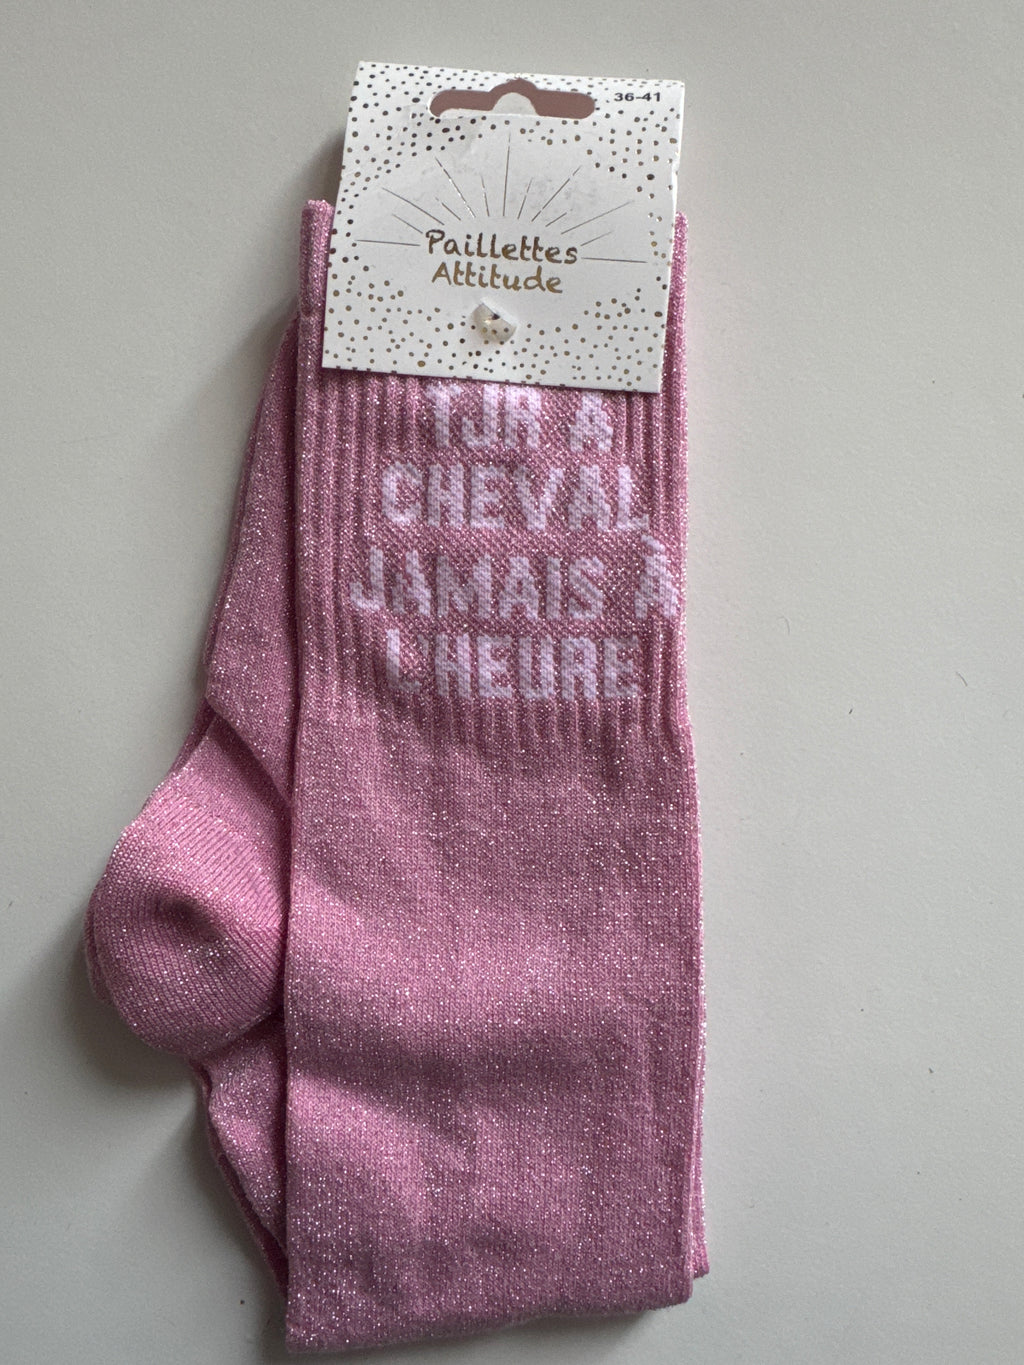 36-41
Paillettes
Attitude
TJR À
CHEVAL
JAMAIS À
L'HEURE